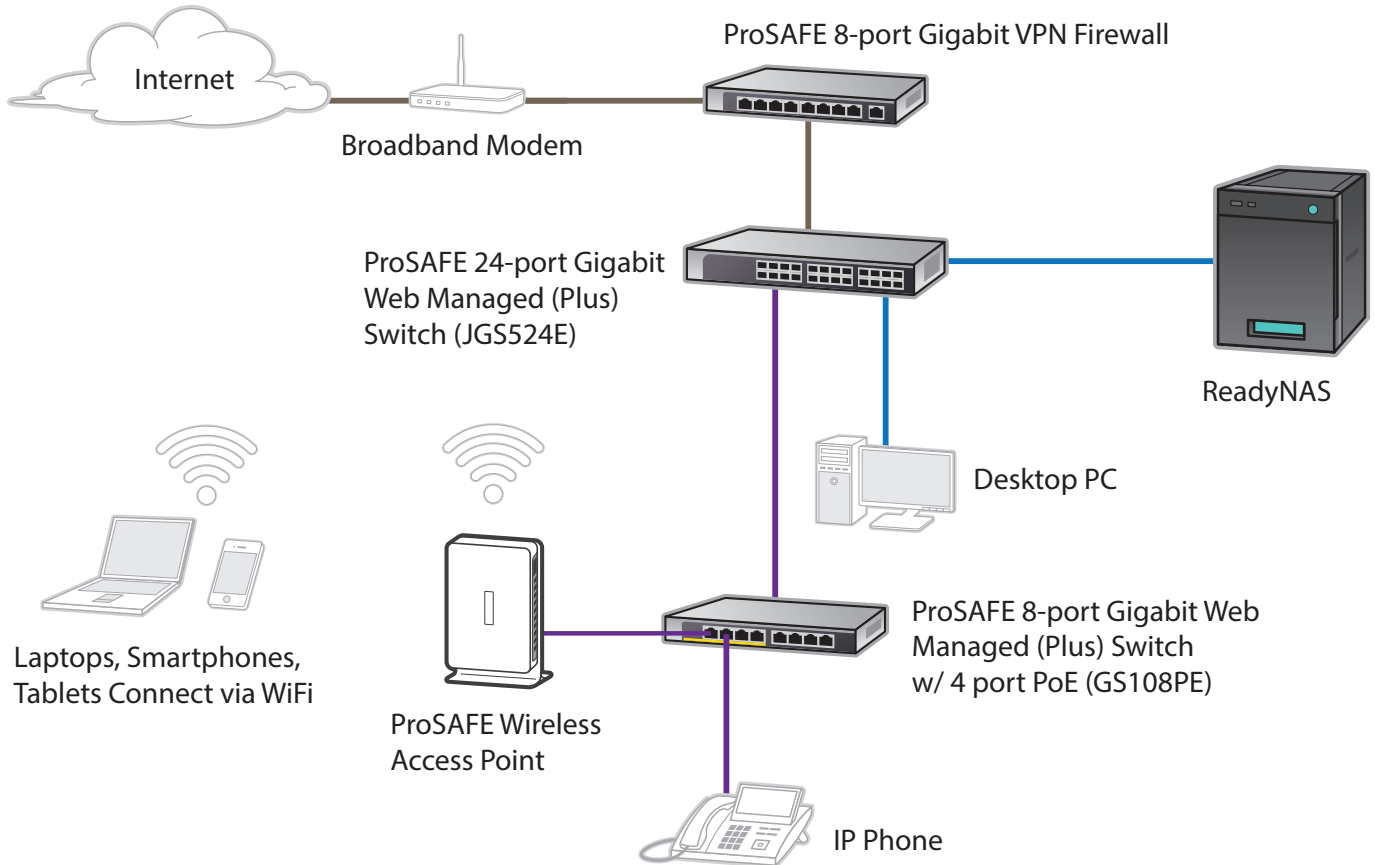 ProSAFE 8-port Gigabit VPN Firewall
Internet
Broadband Modem
ProSAFE 24-port Gigabit
Web Managed (Plus)
Switch (JGS524E)
ReadyNAS
Desktop PC
Laptops, Smartphones,
Tablets Connect via WiFi
ProSAFE Wireless
Access Point
ProSAFE 8-port Gigabit Web
Managed (Plus) Switch
w/ 4 port PoE (GS108PE)
IP Phone